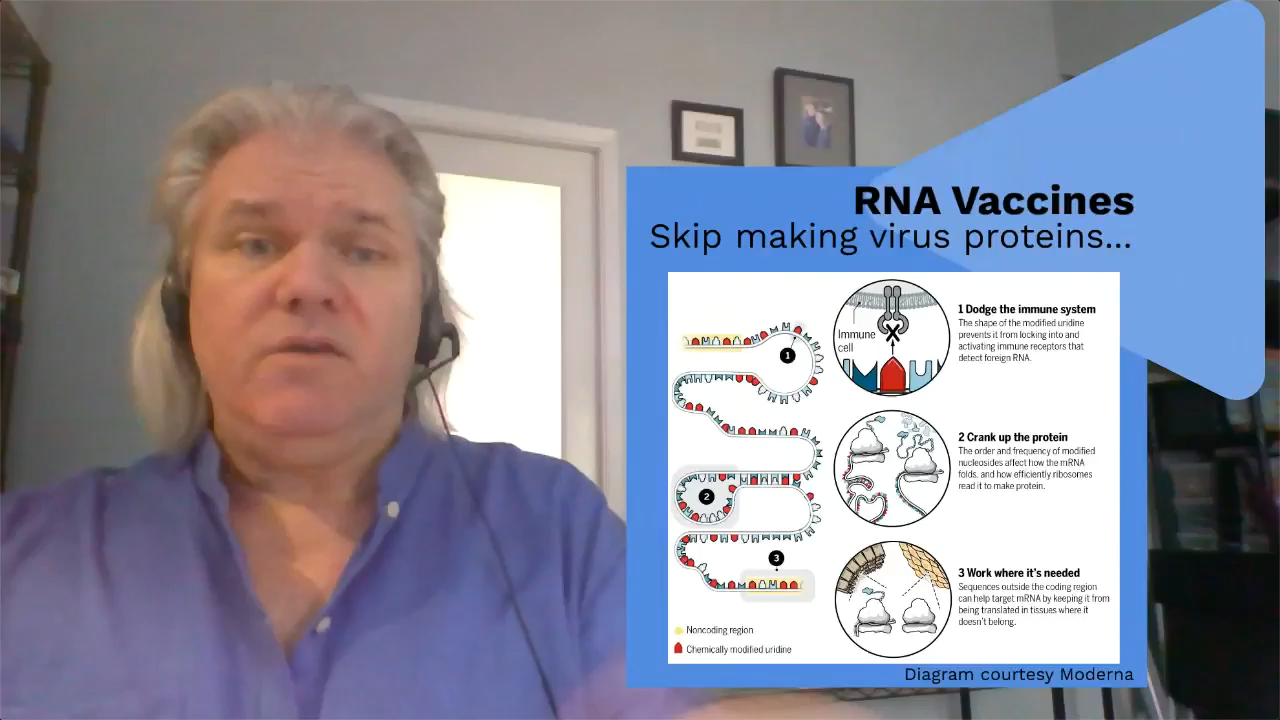 RNA Vaccines
Skip making virus proteins...
Immune
cell
1
2
3
Noncoding region
Chemically modified uridine
1 Dodge the immune system
The shape of the modified uridine
prevents it from locking into and
activating immune receptors that
detect foreign RNA.
2 Crank up the protein
The order and frequency of modified
nucleosides affect how the mRNA
folds, and how efficiently ribosomes
read it to make protein.
3 Work where it's needed
Sequences outside the coding region
can help target mRNA by keeping it from
being translated in tissues where it
doesn't belong.
Diagram courtesy Moderna